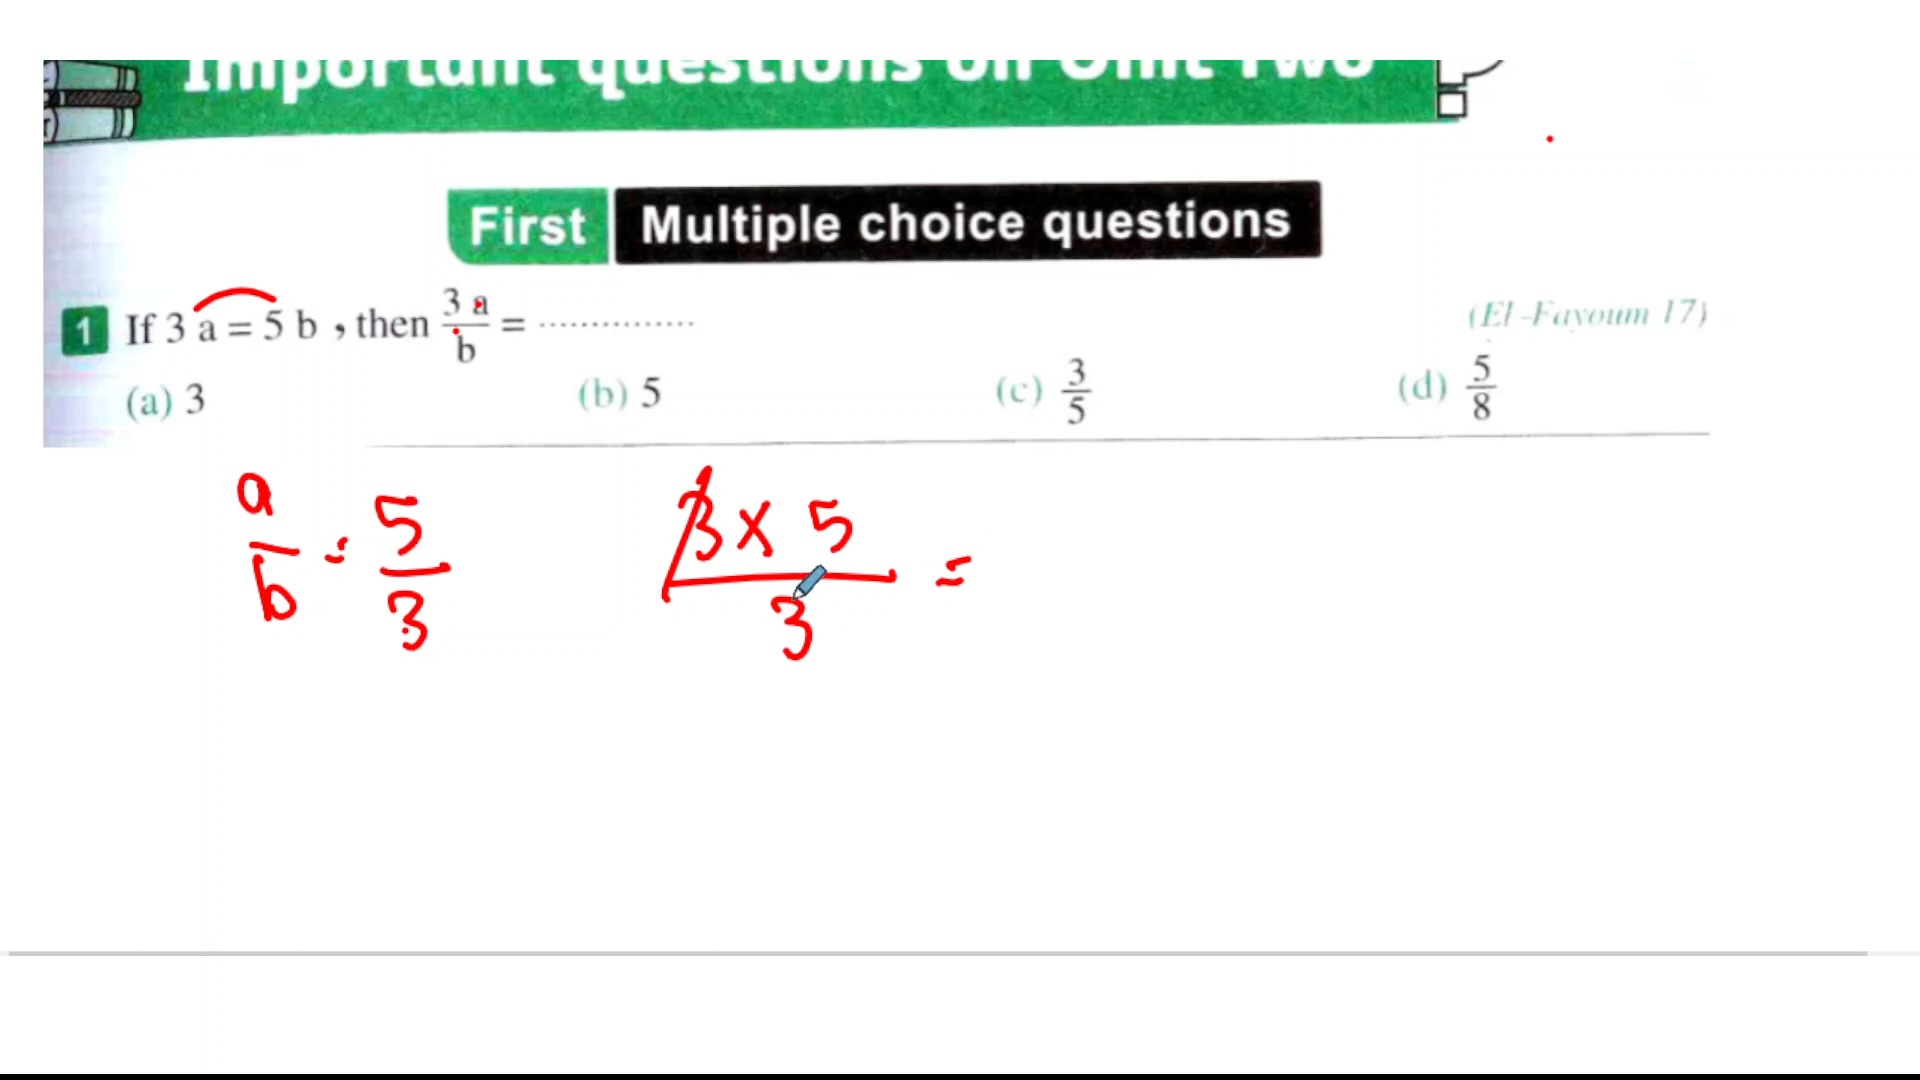 Important questions on Unit Two
First Multiple choice questions
1 If 3 a = 5 b , then 3 a / b = ...............
(El-Fayoum 17)
(a) 3 (b) 5 (c) 3/5 (d) 5/8
a/b = 5/3 3 x 5 / 3 =